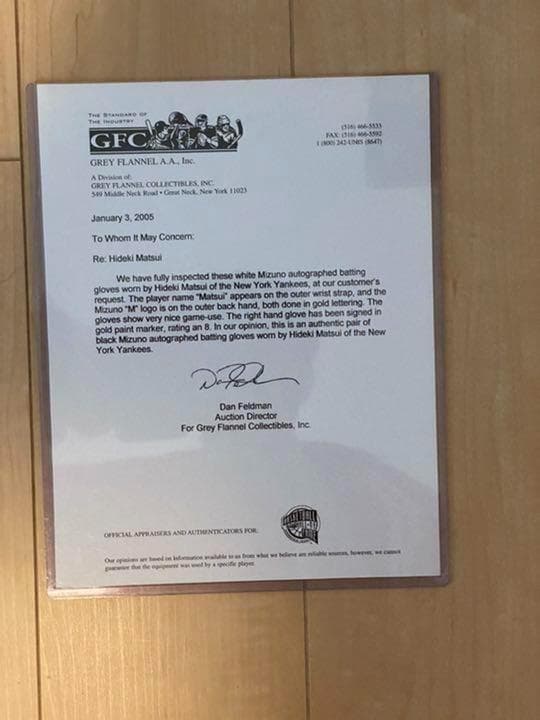 THE STANDARD OF
THE INDUSTRY
GFC
GREY FLANNEL A.A., Inc.
A Division of:
GREY FLANNEL COLLECTIBLES, INC.
549 Middle Neck Road • Great Neck, New York 11023
(516) 466-5533
FAX: (516) 466-5592
1 (800) 242-UNIS (8647)
January 3, 2005
To Whom It May Concern:
Re: Hideki Matsui
We have fully inspected these white Mizuno autographed batting
gloves worn by Hideki Matsui of the New York Yankees, at our customer's
request. The player name "Matsui" appears on the outer wrist strap, and the
Mizuno "M" logo is on the outer back hand, both done in gold lettering. The
gloves show very nice game-use. The right hand glove has been signed in
gold paint marker, rating an 8. In our opinion, this is an authentic pair of
black Mizuno autographed batting gloves worn by Hideki Matsui of the New
York Yankees.
Dan Feldman
Auction Director
For Grey Flannel Collectibles, Inc.
OFFICIAL APPRAISERS AND AUTHENTICATORS FOR:
BASKETBALL
Our opinions are based on information available to us from what we believe are reliable sources, however, we cannot
guarantee that the equipment was used by a specific player.